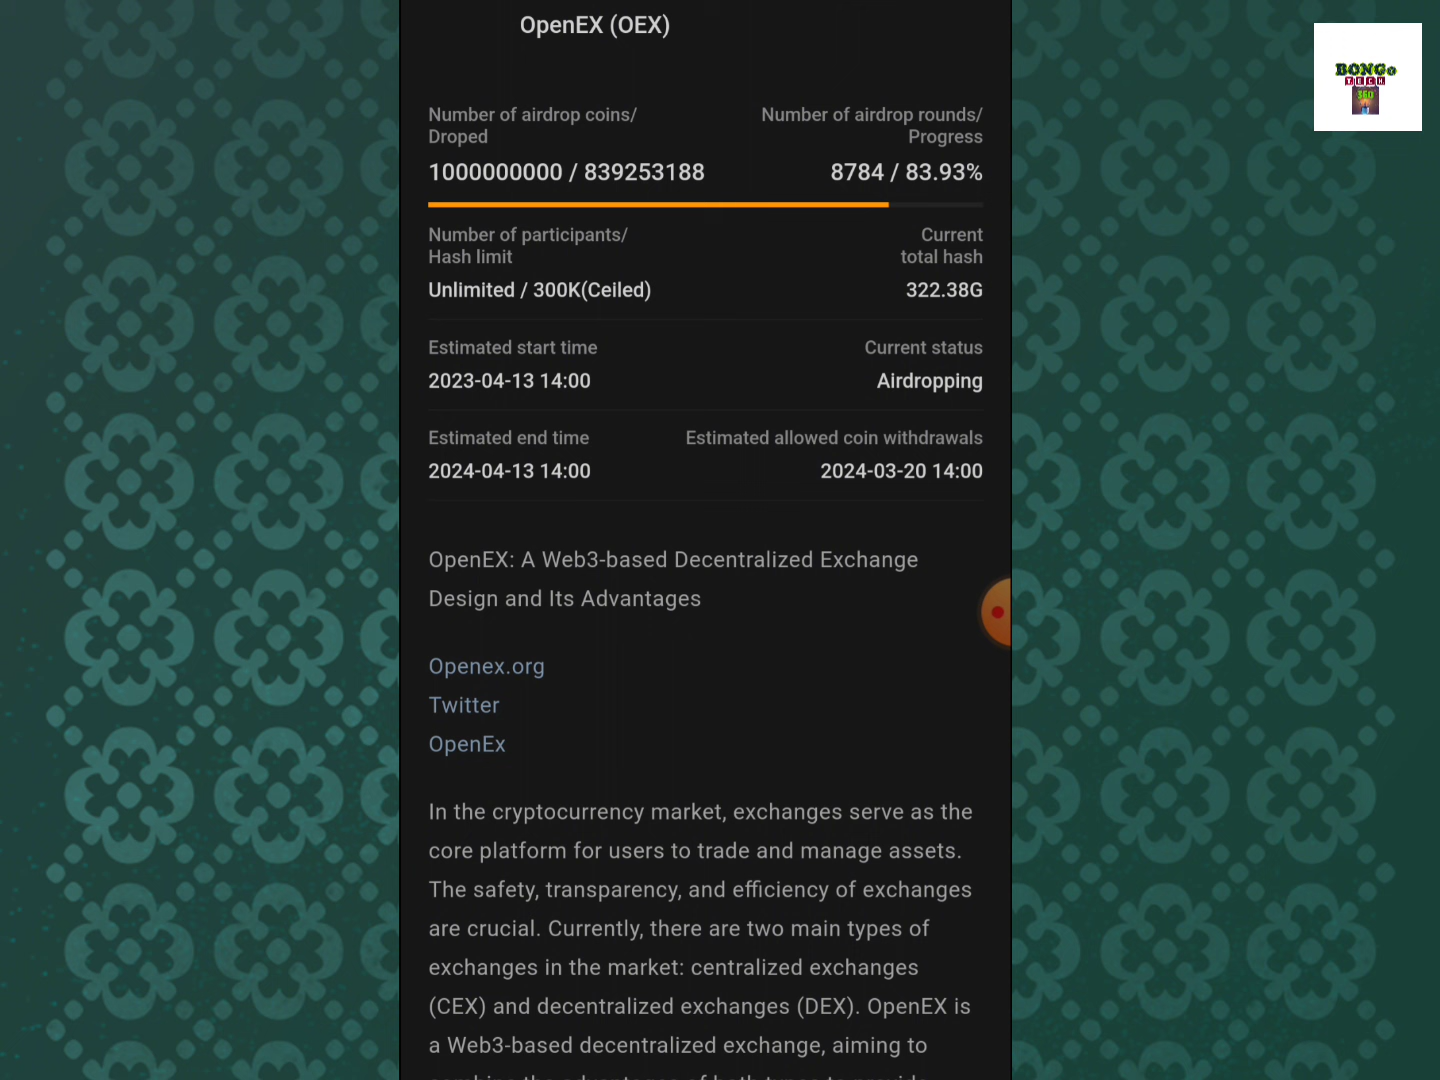 OpenEX (OEX)
BONGo
TECH
360
Number of airdrop coins/
Droped
Number of airdrop rounds/
Progress
1000000000 / 839253188
8784 / 83.93%
Number of participants/
Hash limit
Current
total hash
Unlimited / 300K(Ceiled)
322.38G
Estimated start time
Current status
2023-04-13 14:00
Airdropping
Estimated end time
Estimated allowed coin withdrawals
2024-04-13 14:00
2024-03-20 14:00
OpenEX: A Web3-based Decentralized Exchange
Design and Its Advantages
Openex.org
Twitter
OpenEx
In the cryptocurrency market, exchanges serve as the
core platform for users to trade and manage assets.
The safety, transparency, and efficiency of exchanges
are crucial. Currently, there are two main types of
exchanges in the market: centralized exchanges
(CEX) and decentralized exchanges (DEX). OpenEX is
a Web3-based decentralized exchange, aiming to